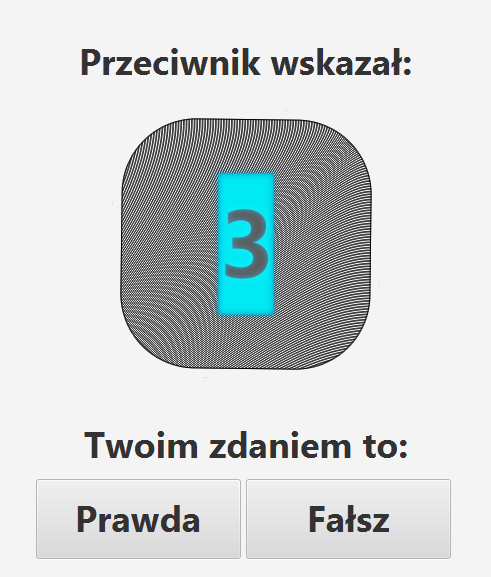 Przeciwnik wskazał:
3
Twoim zdaniem to:
Prawda Fałsz